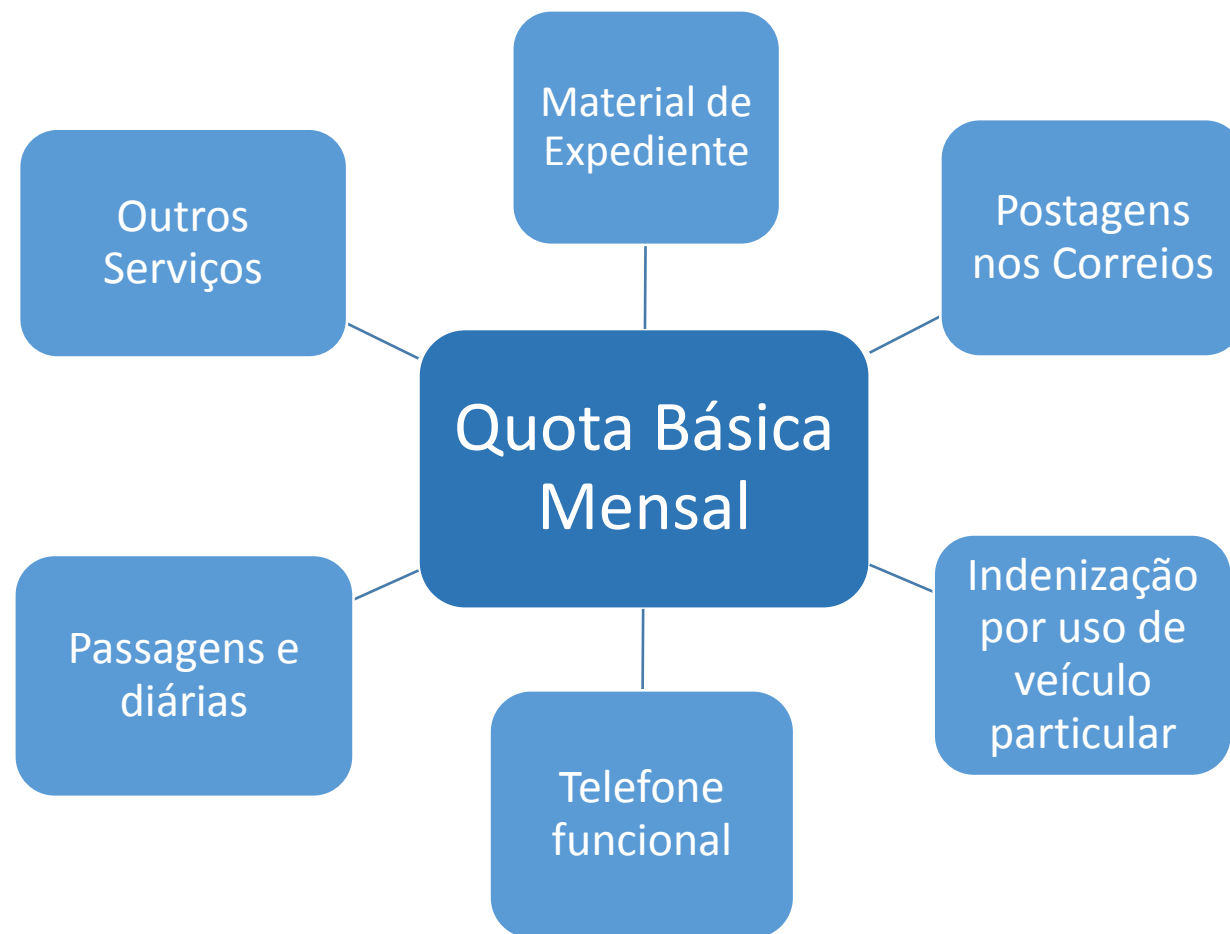 Material de
Expediente
Outros
Serviços
Postagens
nos Correios
Quota Básica
Mensal
Passagens e
diárias
Indenização
por uso de
veículo
particular
Telefone
funcional